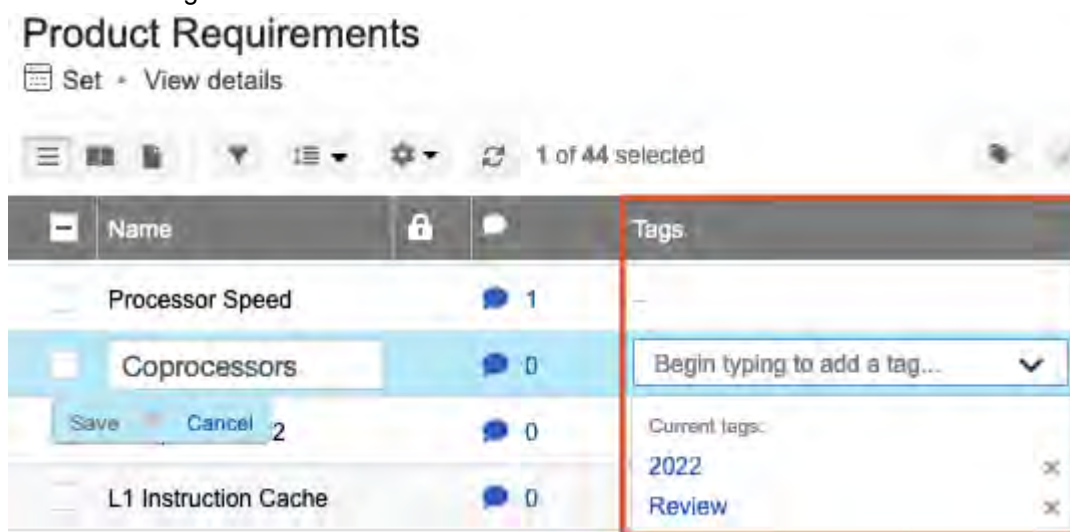 Product Requirements
Set • View details
1 of 44 selected
Name Tags
Processor Speed 1 –
Coprocessors 0 Begin typing to add a tag...
Save Cancel 2 0 Current tags:
2022
L1 Instruction Cache 0 Review